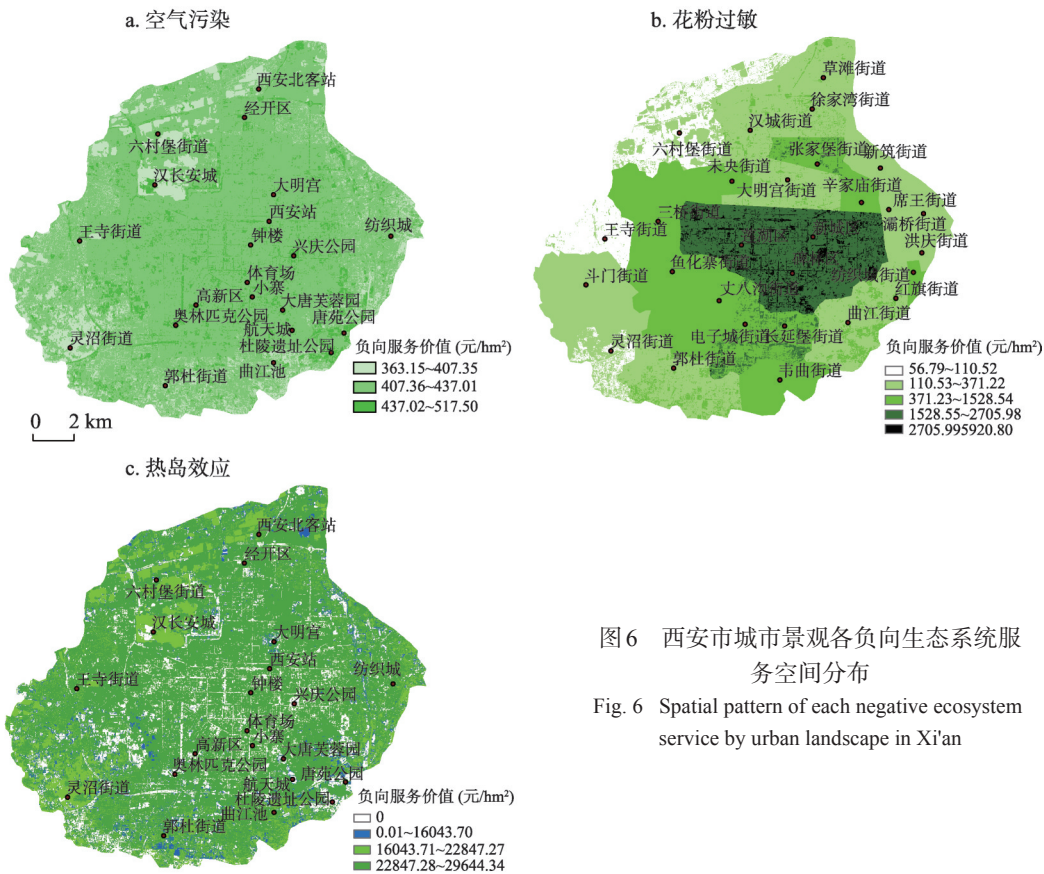 a. 空气污染
西安北客站
经开区
六村堡街道
汉长安城
大明宫
西安站
纺织城
王寺街道
钟楼
兴庆公园
体育场
小寨
高新区
大唐芙蓉园
奥林匹克公园
唐苑公园
航天城
灵沼街道
杜陵遗址公园
曲江池
郭杜街道
负向服务价值 (元/hm²)
363.15~407.35
407.36~437.01
437.02~517.50
0 2 km
b. 花粉过敏
草滩街道
徐家湾街道
汉城街道
六村堡街道
张家堡街道
新筑街道
未央街道
大明宫街道
辛家庙街道
席王街道
三桥街道
灞桥街道
王寺街道
洪庆街道
鱼化寨街道
纺织城街道
斗门街道
丈八沟街道
红旗街道
曲江街道
电子城街道
长延堡街道
灵沼街道
郭杜街道
韦曲街道
负向服务价值 (元/hm²)
56.79~110.52
110.53~371.22
371.23~1528.54
1528.55~2705.98
2705.995920.80
c. 热岛效应
西安北客站
经开区
六村堡街道
汉长安城
大明宫
西安站
纺织城
王寺街道
钟楼
兴庆公园
体育场
小寨
高新区
大唐芙蓉园
奥林匹克公园
唐苑公园
航天城
灵沼街道
杜陵遗址公园
曲江池
郭杜街道
负向服务价值 (元/hm²)
0
0.01~16043.70
16043.71~22847.27
22847.28~29644.34
图6 西安市城市景观各负向生态系统服
务空间分布
Fig. 6 Spatial pattern of each negative ecosystem
service by urban landscape in Xi'an